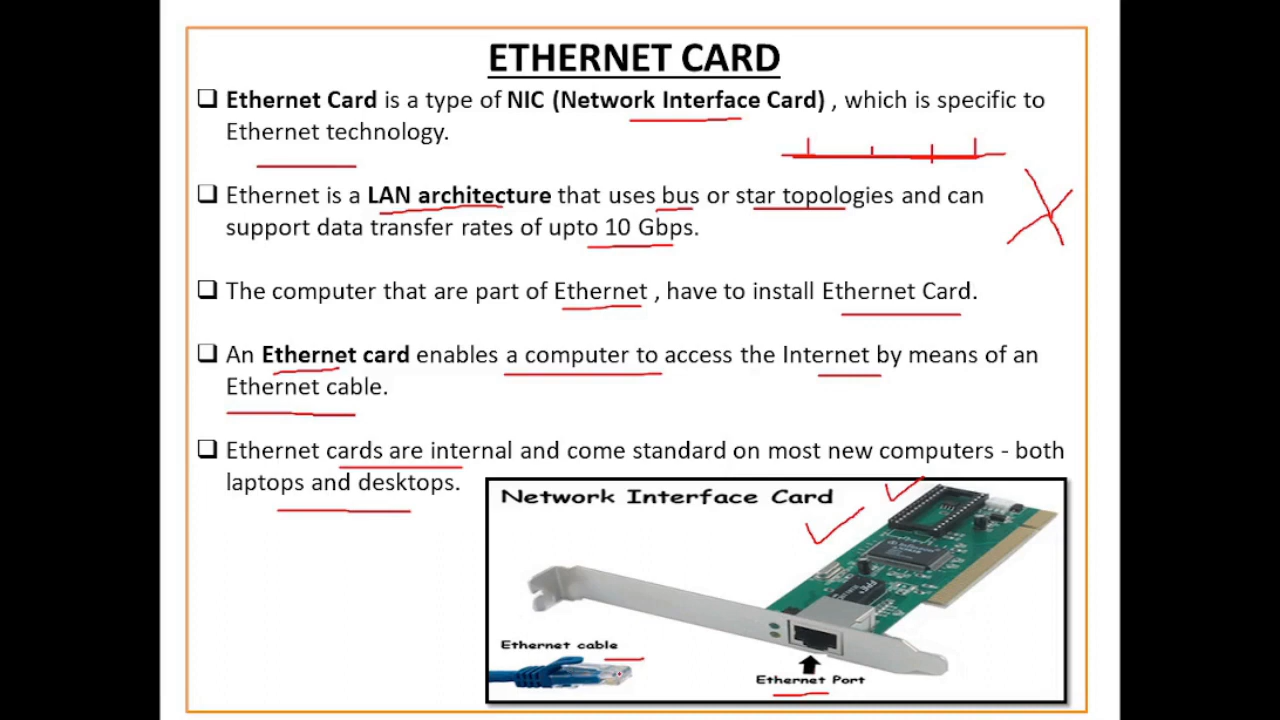 ETHERNET CARD
Ethernet Card is a type of NIC (Network Interface Card) , which is specific to
Ethernet technology.
Ethernet is a LAN architecture that uses bus or star topologies and can
support data transfer rates of upto 10 Gbps.
The computer that are part of Ethernet , have to install Ethernet Card.
An Ethernet card enables a computer to access the Internet by means of an
Ethernet cable.
Ethernet cards are internal and come standard on most new computers - both
laptops and desktops.
Network Interface Card
Ethernet cable
Ethernet Port